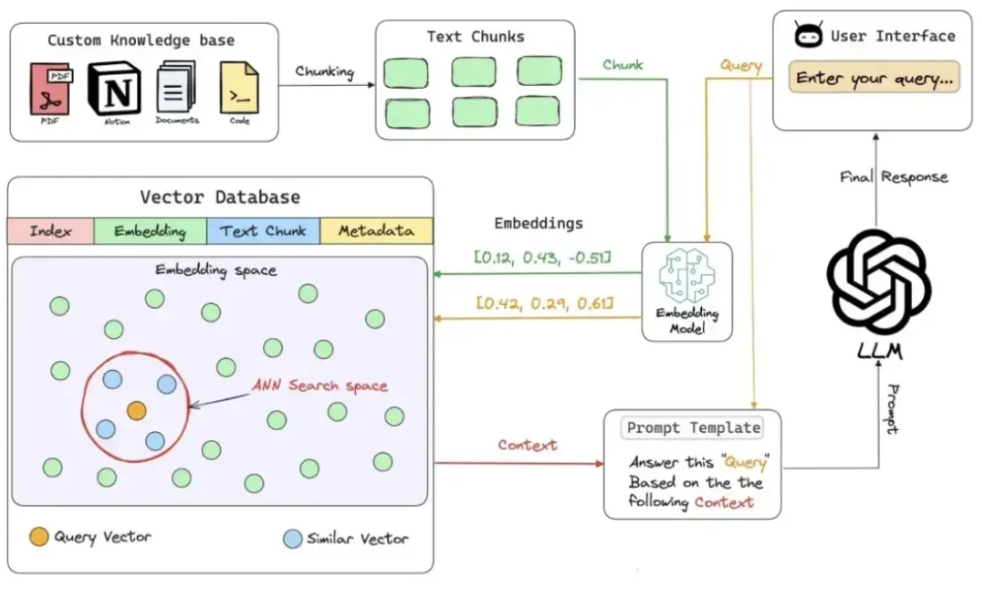 Custom Knowledge base
PDF
PDF
N
Notion
Documents
>_
Code
Chunking
Text Chunks
Chunk
Query
User Interface
Enter your query...
Final Response
LLM
Prompt
Vector Database
Index
Embedding
Text Chunk
Metadata
Embedding space
ANN Search space
Query Vector
Similar Vector
Embeddings
[0.12, 0.43, -0.51]
[0.42, 0.29, 0.61]
Embedding
Model
Context
Prompt Template
Answer this "Query"
Based on the the
following Context